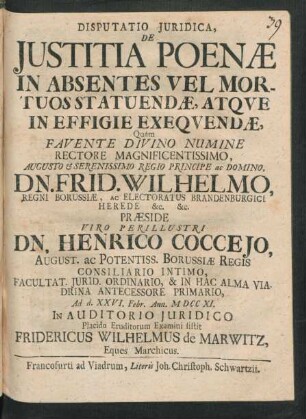 39
DISPUTATIO JURIDICA,
DE
JUSTITIA POENÆ
IN ABSENTES VEL MOR-
TUOS STATUENDÆ, ATQVE
IN EFFIGIE EXEQVENDÆ,
Quàm
FAVENTE DIVINO NUMINE
RECTORE MAGNIFICENTISSIMO,
AUGUSTO & SERENISSIMO REGIO PRINCIPE ac DOMINO,
DN. FRID. WILHELMO,
REGNI BORUSSIÆ, ac ELECTORATUS BRANDENBURGICI
HEREDE &c. &c.
PRÆSIDE
VIRO PERILLUSTRI
DN. HENRICO COCCEJO,
AUGUST. ac POTENTISS. BORUSSIÆ REGIS
CONSILIARIO INTIMO,
FACULTAT. JURID. ORDINARIO, & IN HAC ALMA VIA-
DRINA ANTECESSORE PRIMARIO,
Ad d. XXVI. Febr. Ann. M DCC XI.
IN AUDITORIO JURIDICO
Placido Eruditorum Examini sistit
FRIDERICUS WILHELMUS de MARWITZ,
Eques Marchicus.
Francofurti ad Viadrum, Literis Joh. Christoph. Schwartzii.